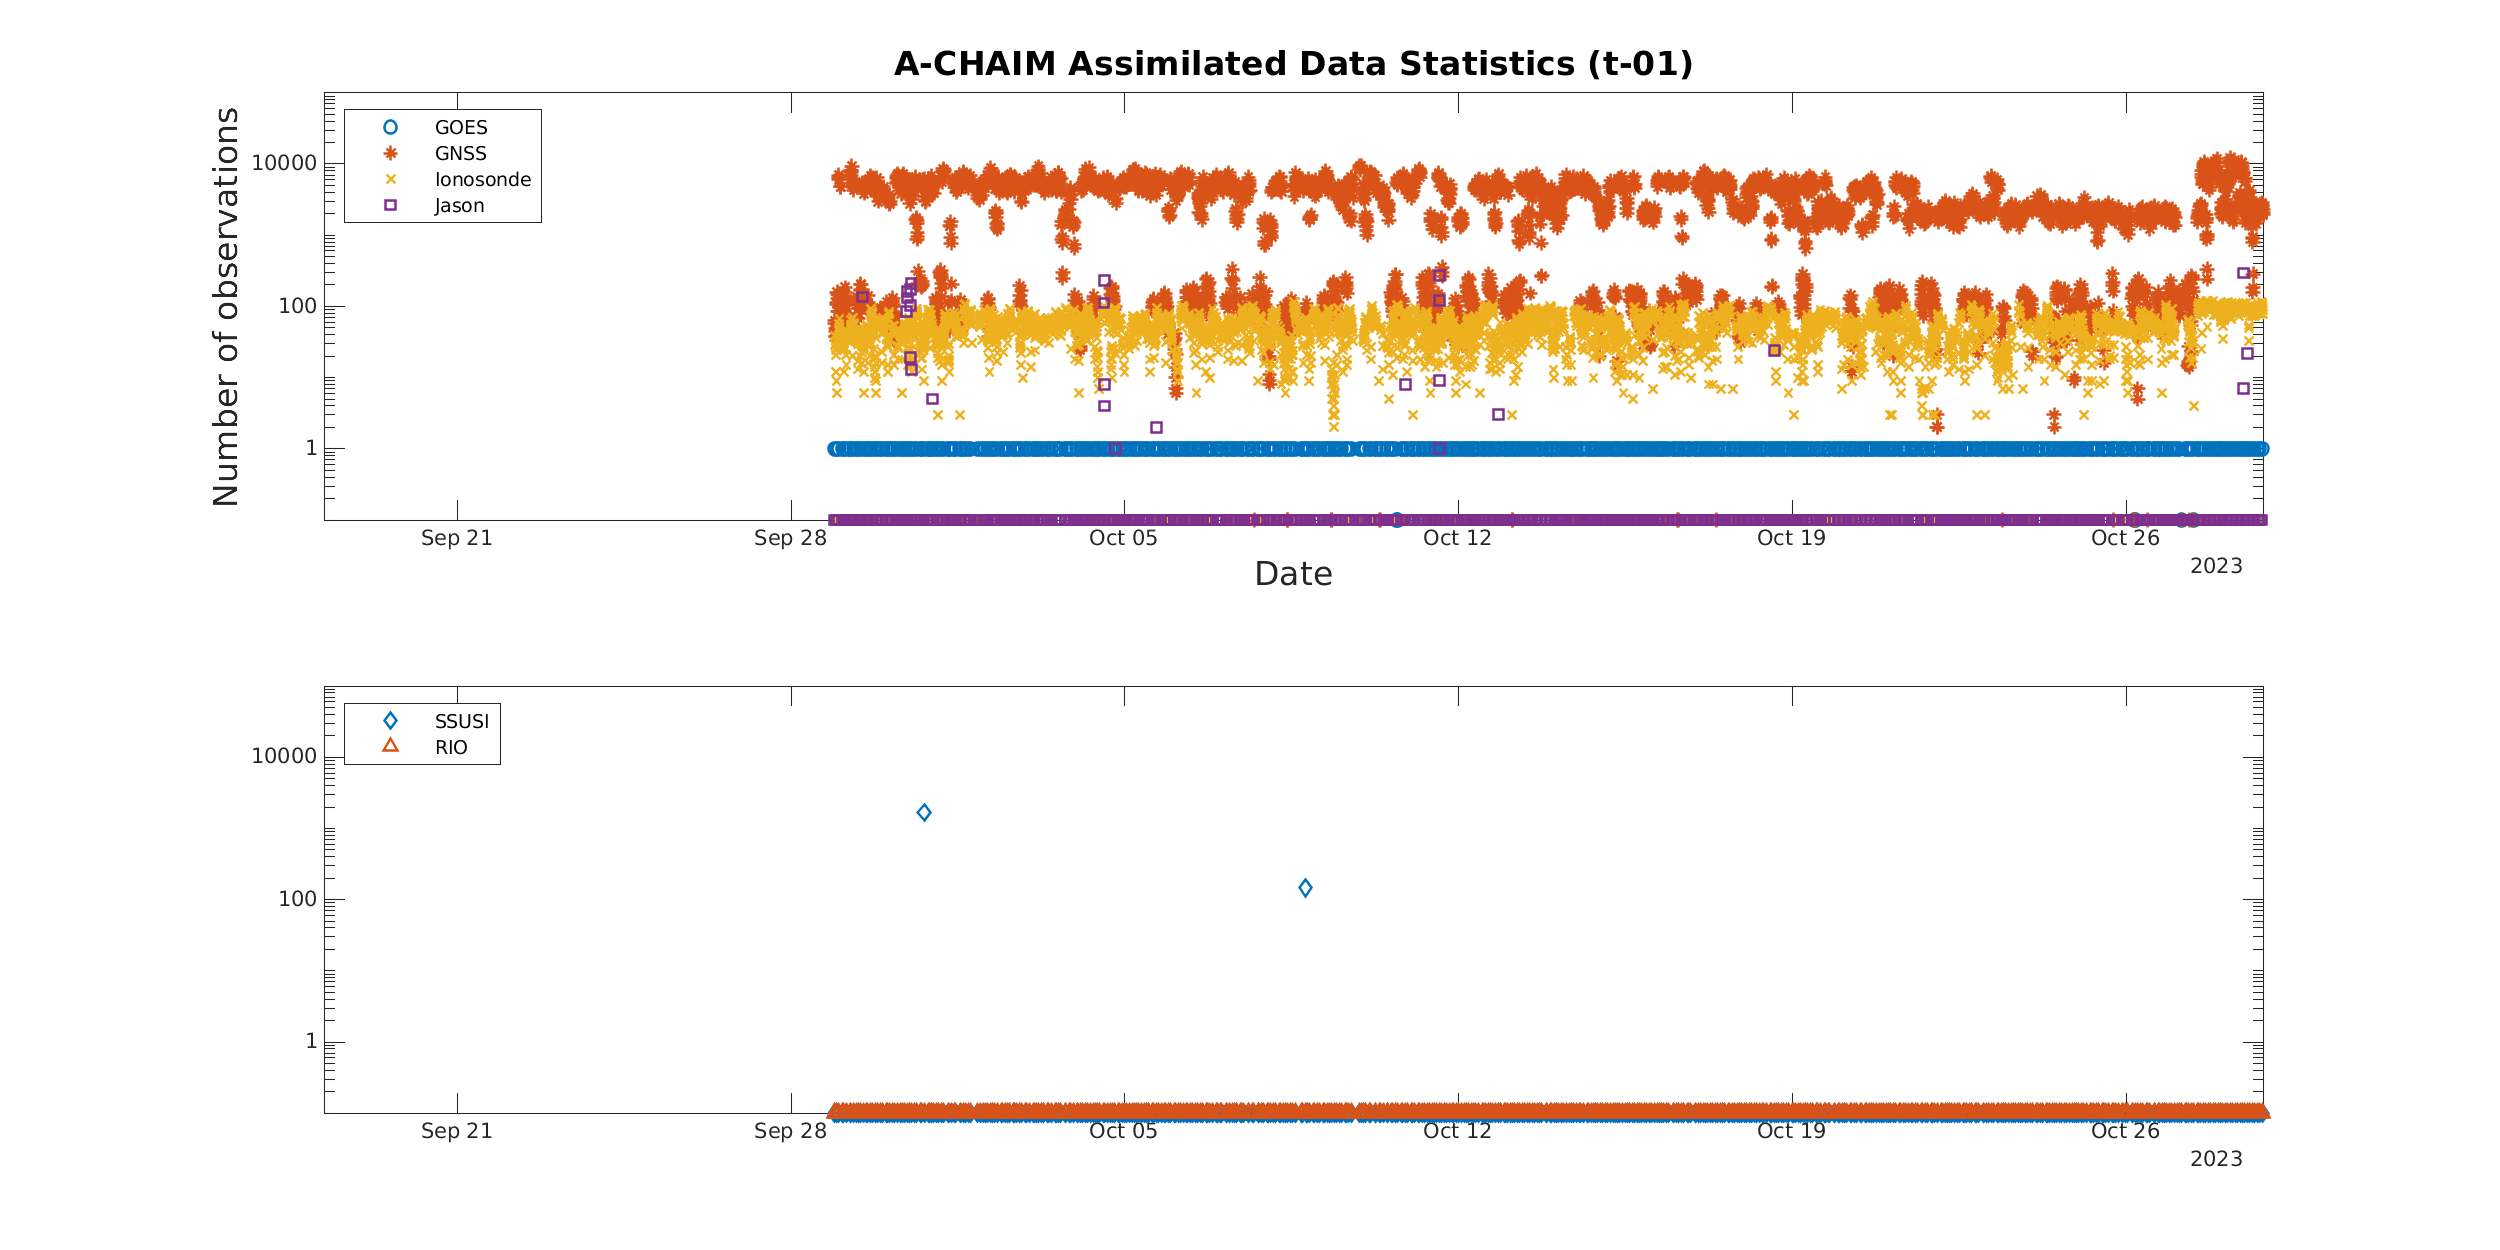 A-CHAIM Assimilated Data Statistics (t-01)
Number of observations
10000
100
1
GOES
GNSS
Ionosonde
Jason
Sep 21 Sep 28 Oct 05 Oct 12 Oct 19 Oct 26
2023
Date
10000
100
1
SSUSI
RIO
Sep 21 Sep 28 Oct 05 Oct 12 Oct 19 Oct 26
2023